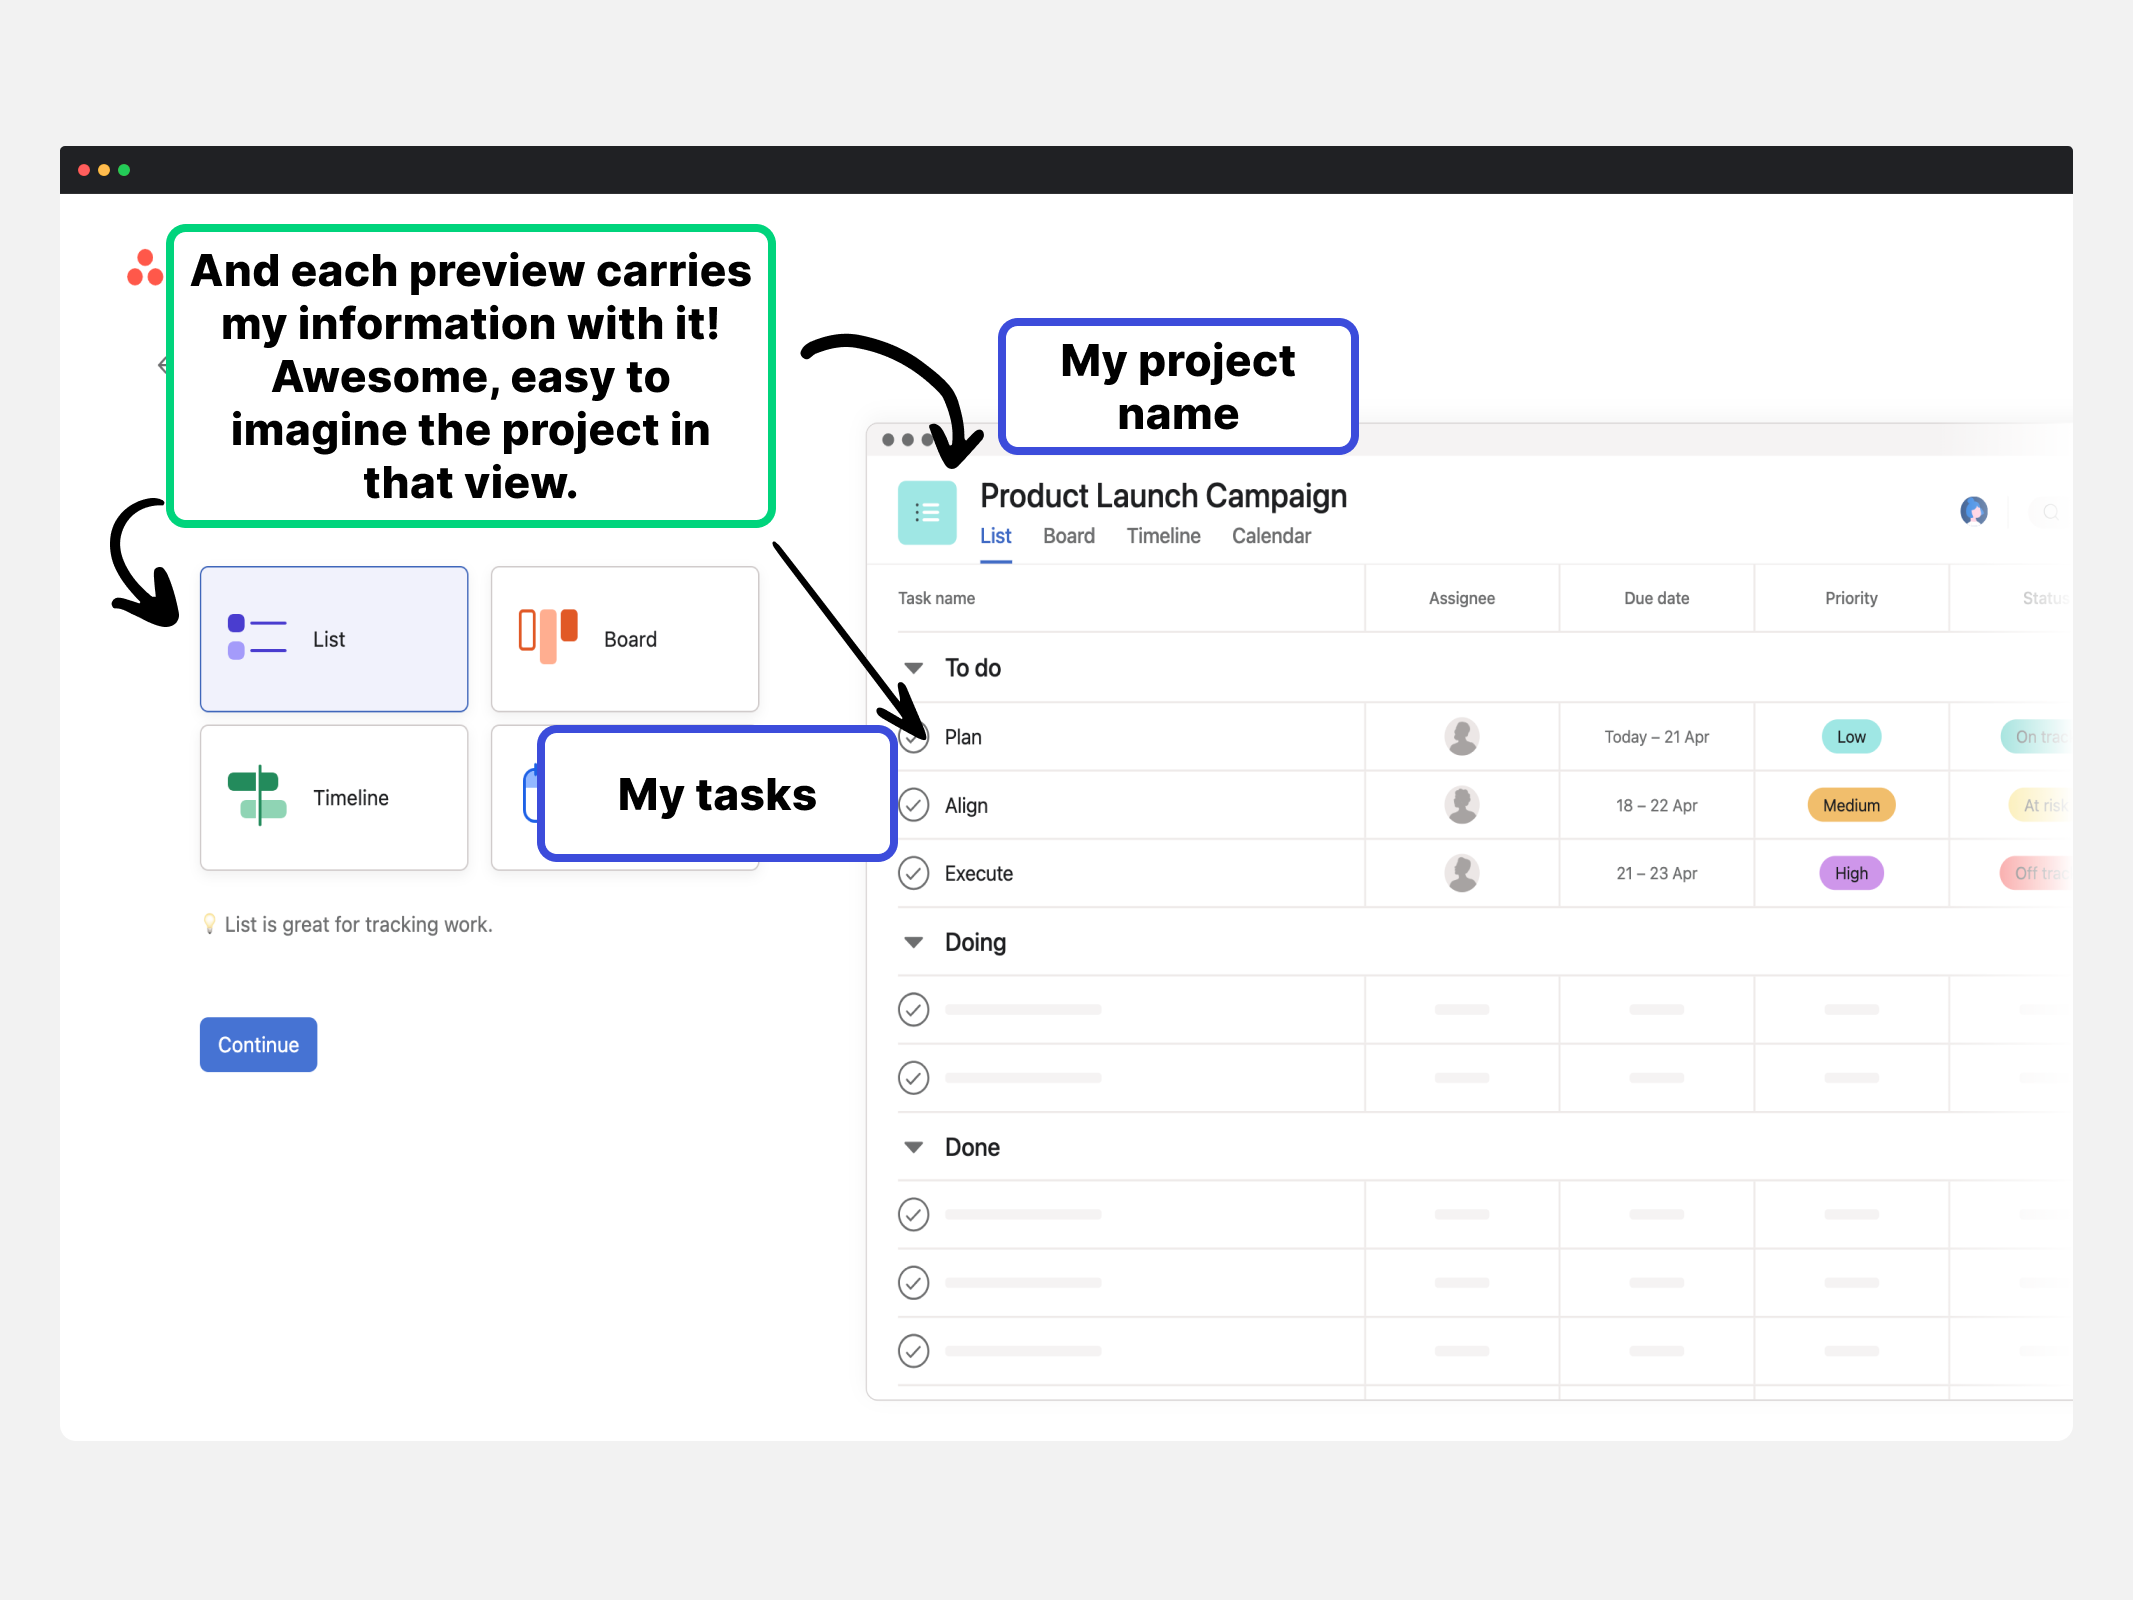 And each preview carries
my information with it!
Awesome, easy to
imagine the project in
that view.
My project
name
Product Launch Campaign
List Board Timeline Calendar
Task name Assignee Due date Priority Status
To do
Plan Today – 21 Apr Low On trac
Align 18 – 22 Apr Medium At risk
Execute 21 – 23 Apr High Off trac
Doing
Done
List
Board
Timeline
My tasks
List is great for tracking work.
Continue